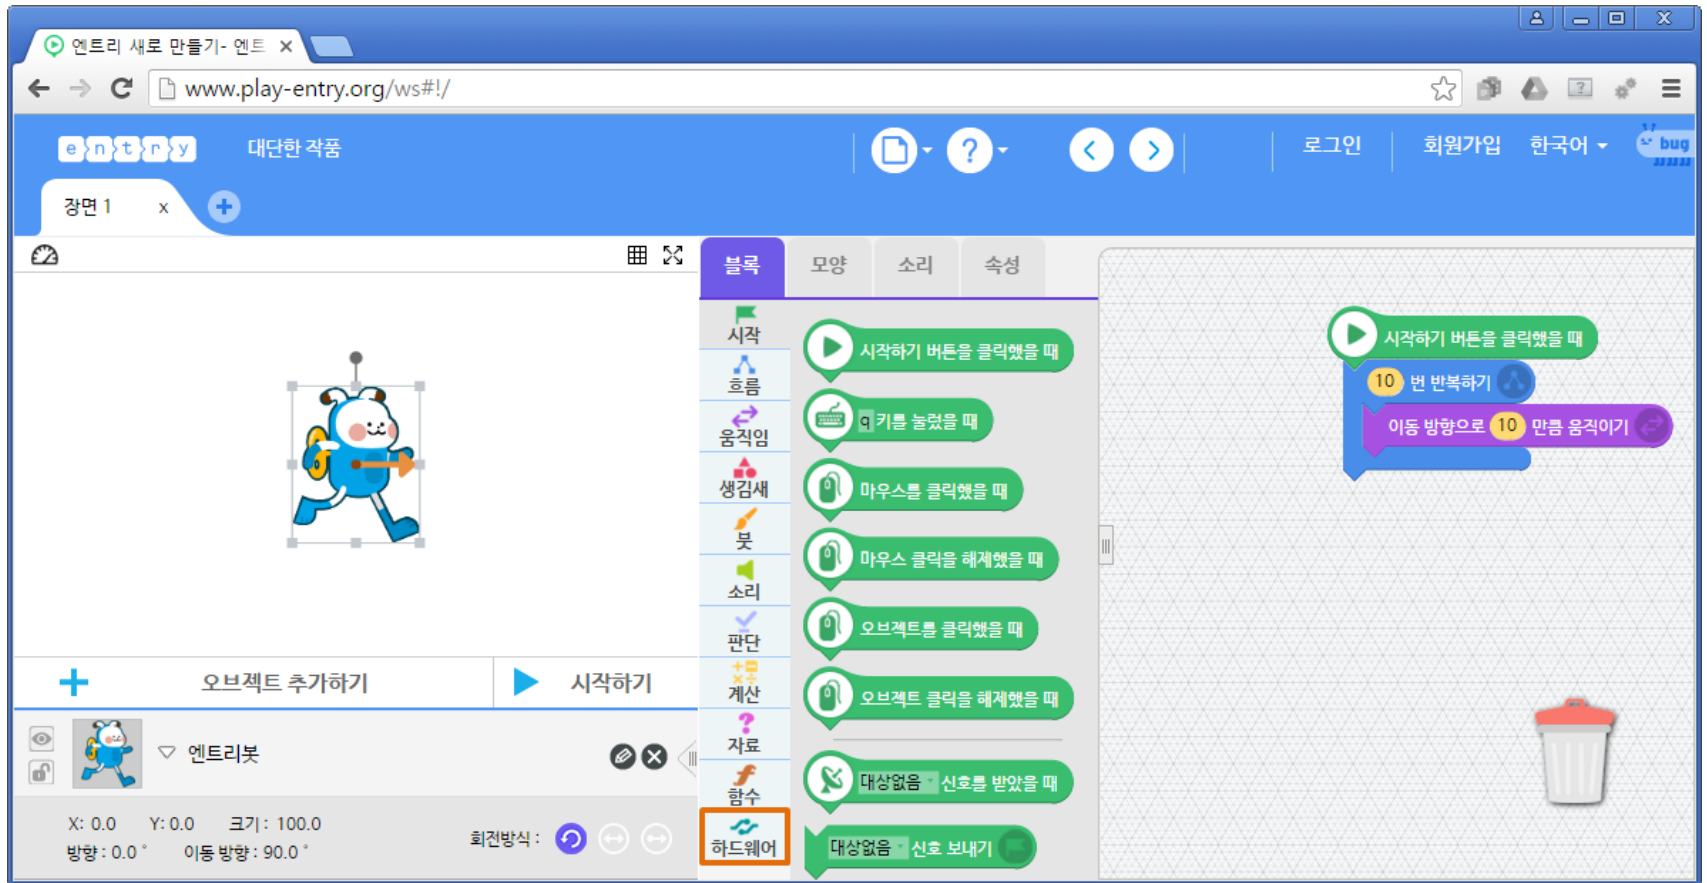 엔트리 새로 만들기- 엔트
www.play-entry.org/ws#!/
entry
대단한 작품
?
로그인
회원가입
한국어
bug
장면 1 x
블록
모양
소리
속성
시작
흐름
움직임
생김새
붓
소리
판단
계산
자료
함수
하드웨어
시작하기 버튼을 클릭했을 때
q 키를 눌렀을 때
마우스를 클릭했을 때
마우스 클릭을 해제했을 때
오브젝트를 클릭했을 때
오브젝트 클릭을 해제했을 때
대상없음 신호를 받았을 때
대상없음 신호 보내기
시작하기 버튼을 클릭했을 때
10 번 반복하기
이동 방향으로 10 만큼 움직이기
오브젝트 추가하기
시작하기
엔트리봇
X: 0.0 Y: 0.0 크기 : 100.0
방향 : 0.0 ˚ 이동 방향 : 90.0 ˚
회전방식 :